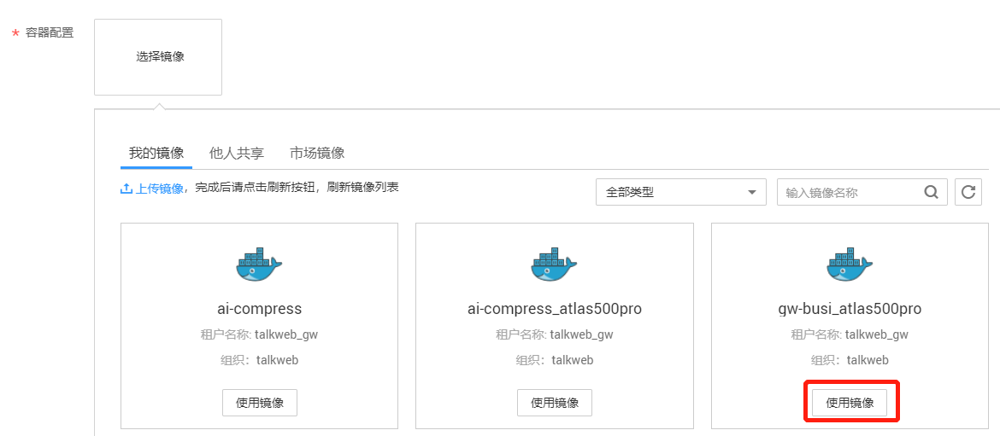 * 容器配置
选择镜像
我的镜像 他人共享 市场镜像
上传镜像，完成后请点击刷新按钮，刷新镜像列表
全部类型
输入镜像名称
ai-compress
租户名称: talkweb_gw
组织： talkweb
使用镜像
ai-compress_atlas500pro
租户名称: talkweb_gw
组织： talkweb
使用镜像
gw-busi_atlas500pro
租户名称: talkweb_gw
组织： talkweb
使用镜像